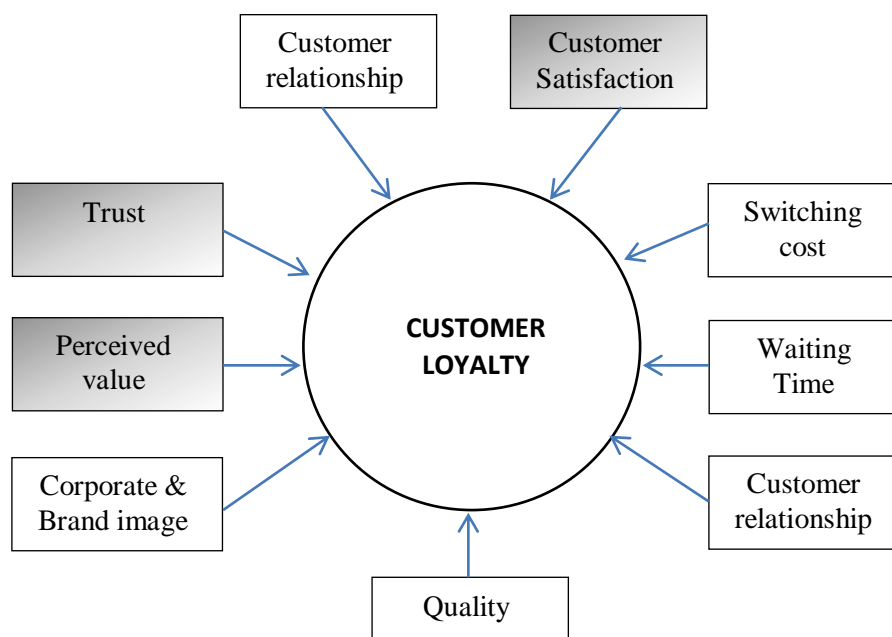 Customer
relationship
Customer
Satisfaction
Trust
Switching
cost
CUSTOMER
LOYALTY
Perceived
value
Waiting
Time
Corporate &
Brand image
Customer
relationship
Quality